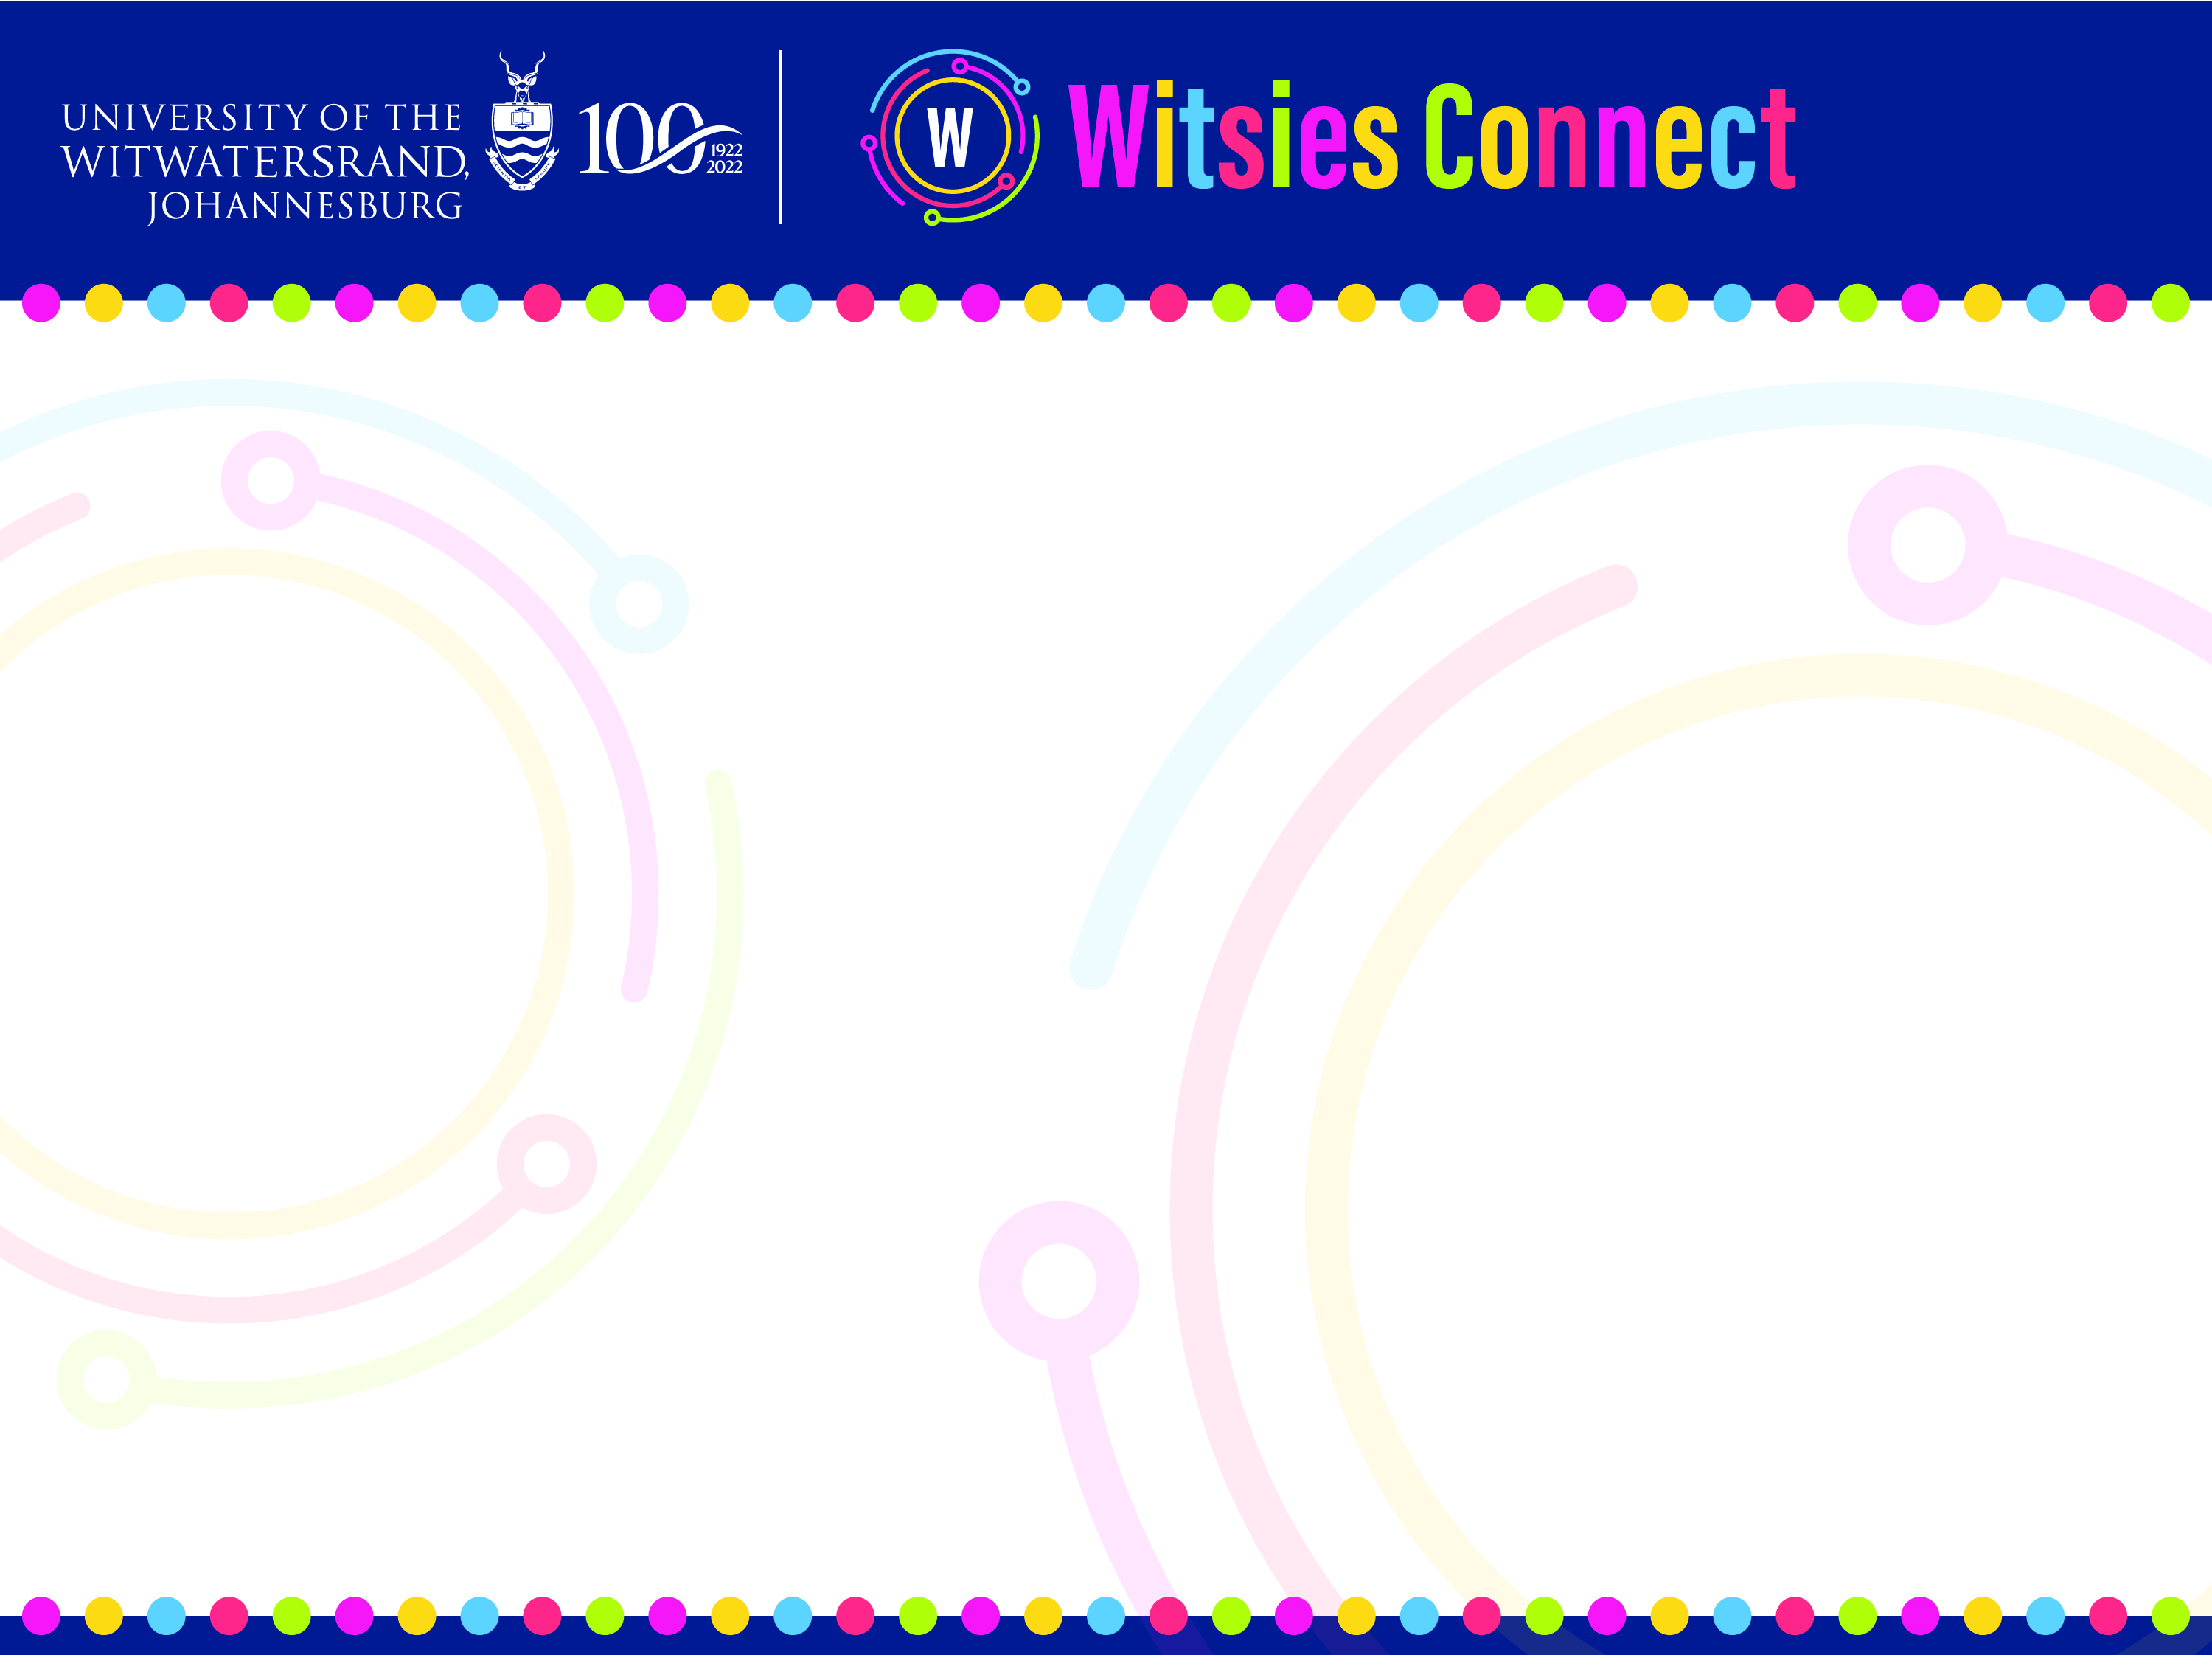 UNIVERSITY OF THE
WITWATERSRAND,
JOHANNESBURG
100
1922
2022
W
Witsies Connect